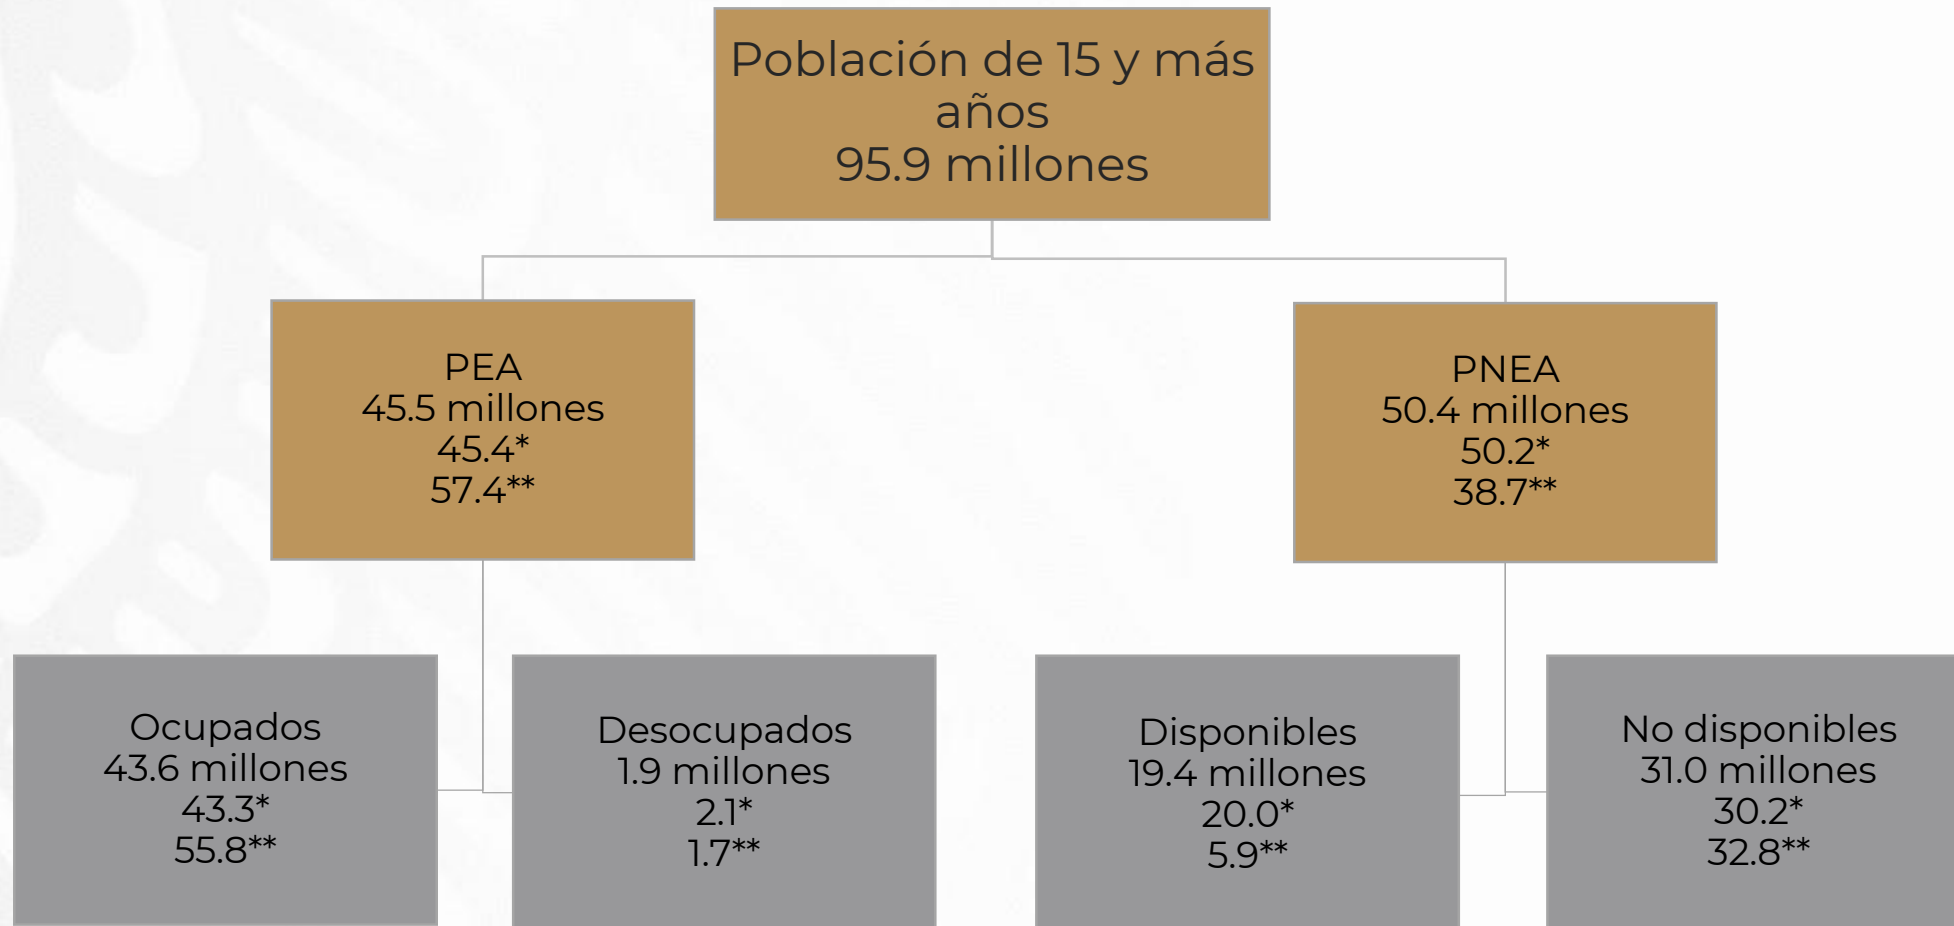 Población de 15 y más
años
95.9 millones
PEA
45.5 millones
45.4*
57.4**
PNEA
50.4 millones
50.2*
38.7**
Ocupados
43.6 millones
43.3*
55.8**
Desocupados
1.9 millones
2.1*
1.7**
Disponibles
19.4 millones
20.0*
5.9**
No disponibles
31.0 millones
30.2*
32.8**